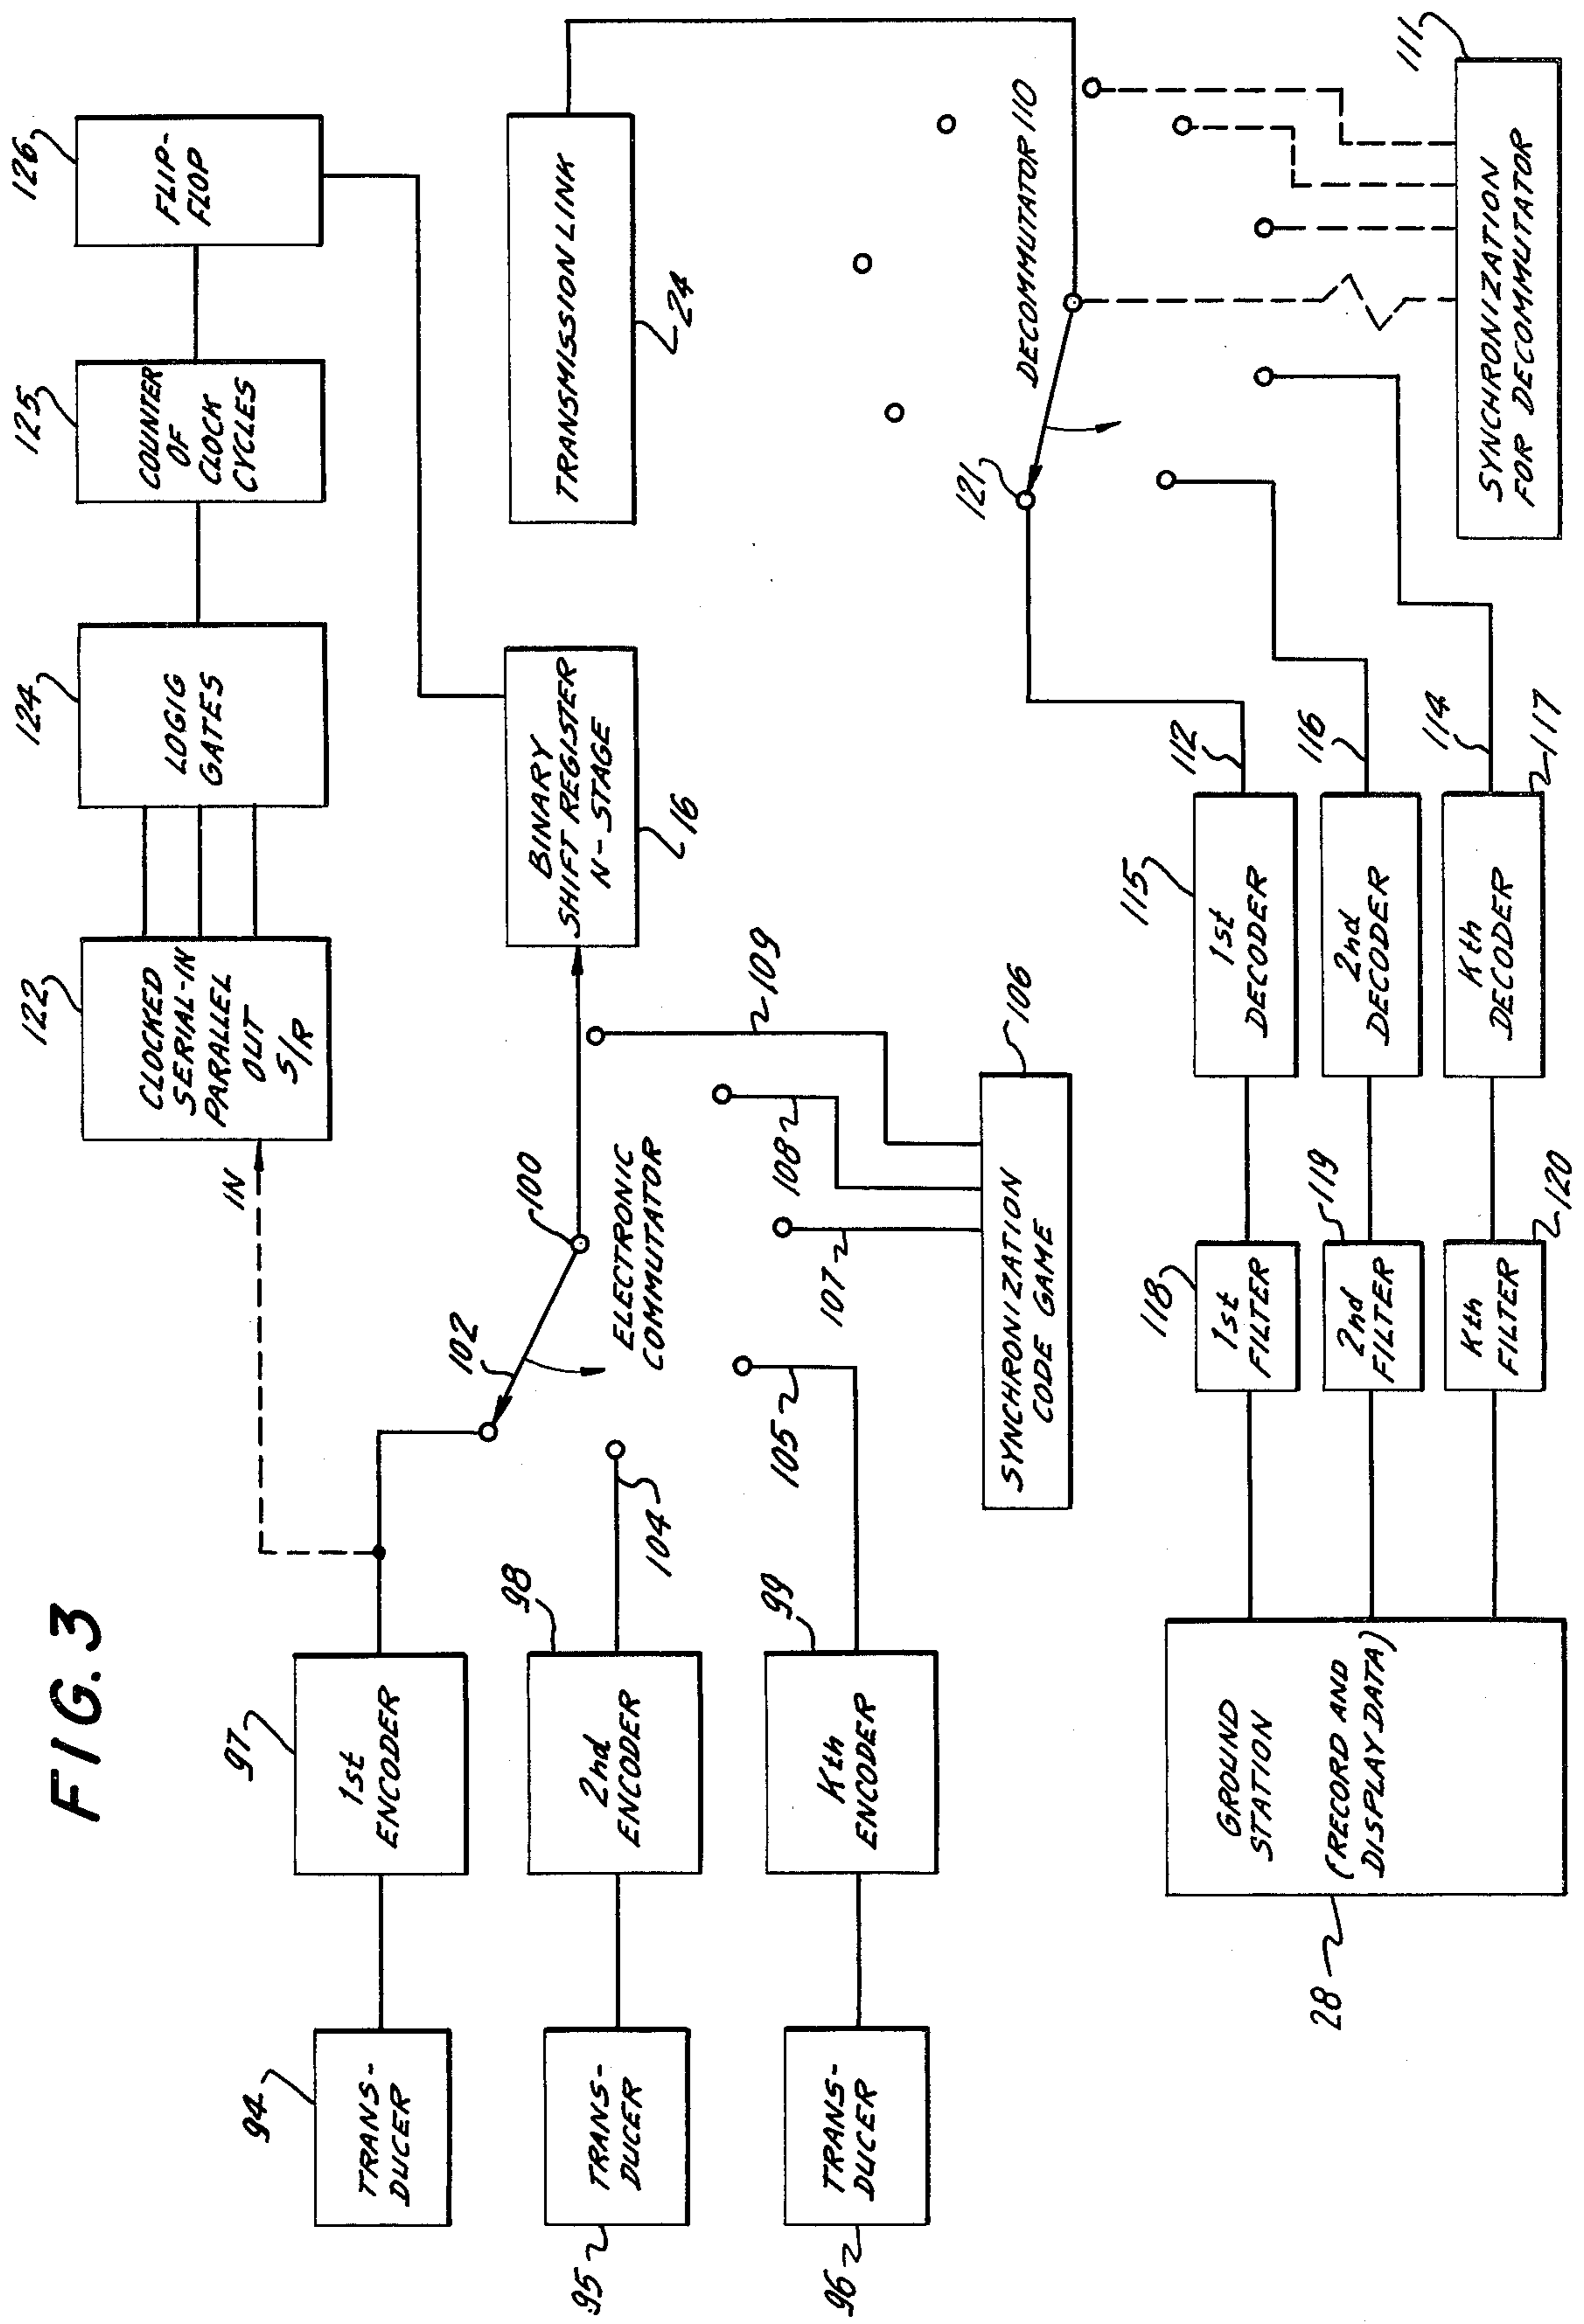 FIG. 3
94
TRANS-
DUCER
95
TRANS-
DUCER
96
TRANS-
DUCER
97
1st
ENCODER
98
2nd
ENCODER
99
Kth
ENCODER
IN
102
100
104
105
ELECTRONIC
COMMUTATOR
107
108
109
SYNCHRONIZATION
CODE GAME
106
122
CLOCKED
SERIAL-IN
PARALLEL
OUT
S/R
124
LOGIG
GATES
125
COUNTER
OF
CLOCK
CYCLES
126
FLIP-
FLOP
BINARY
SHIFT REGISTER
N-STAGE
16
TRANSMISSION LINK
24
28
GROUND
STATION
(RECORD AND
DISPLAY DATA)
118
1st
FILTER
119
2nd
FILTER
120
Kth
FILTER
115
1st
DECODER
2nd
DECODER
Kth
DECODER
117
112
116
114
121
DECOMMUTATOR 110
111
SYNCHRONIZATION
FOR DECOMMUTATOR